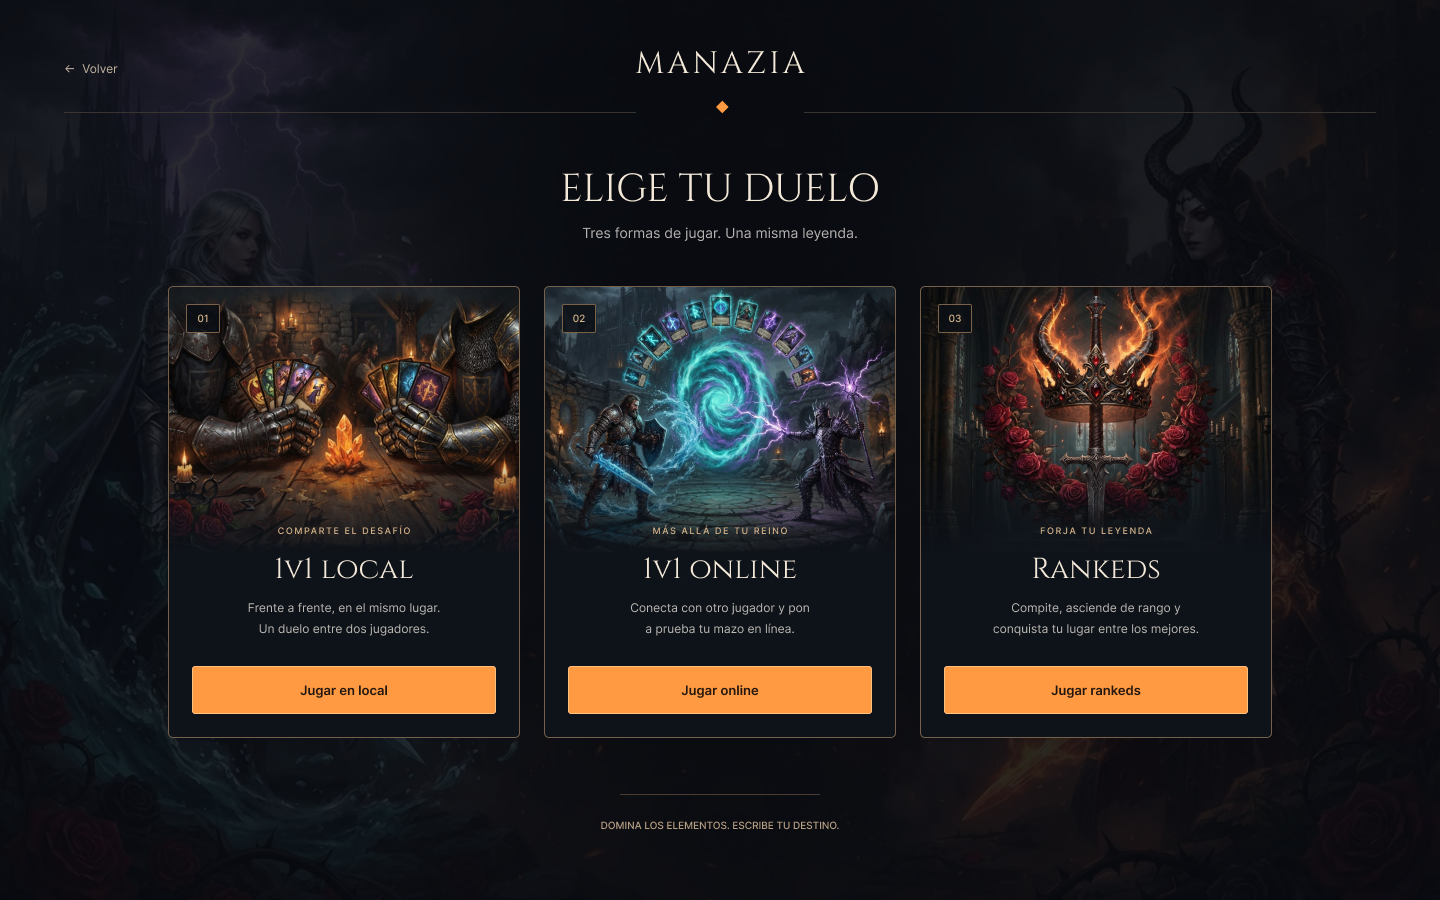 ← Volver
MANAZIA
ELIGE TU DUELO
Tres formas de jugar. Una misma leyenda.
01
COMPARTE EL DESAFÍO
1v1 LOCAL
Frente a frente, en el mismo lugar.
Un duelo entre dos jugadores.
Jugar en local
02
MÁS ALLÁ DE TU REINO
1v1 ONLINE
Conecta con otro jugador y pon
a prueba tu mazo en línea.
Jugar online
03
FORJA TU LEYENDA
Rankeds
Compite, asciende de rango y
conquista tu lugar entre los mejores.
Jugar rankeds
DOMINA LOS ELEMENTOS. ESCRIBE TU DESTINO.